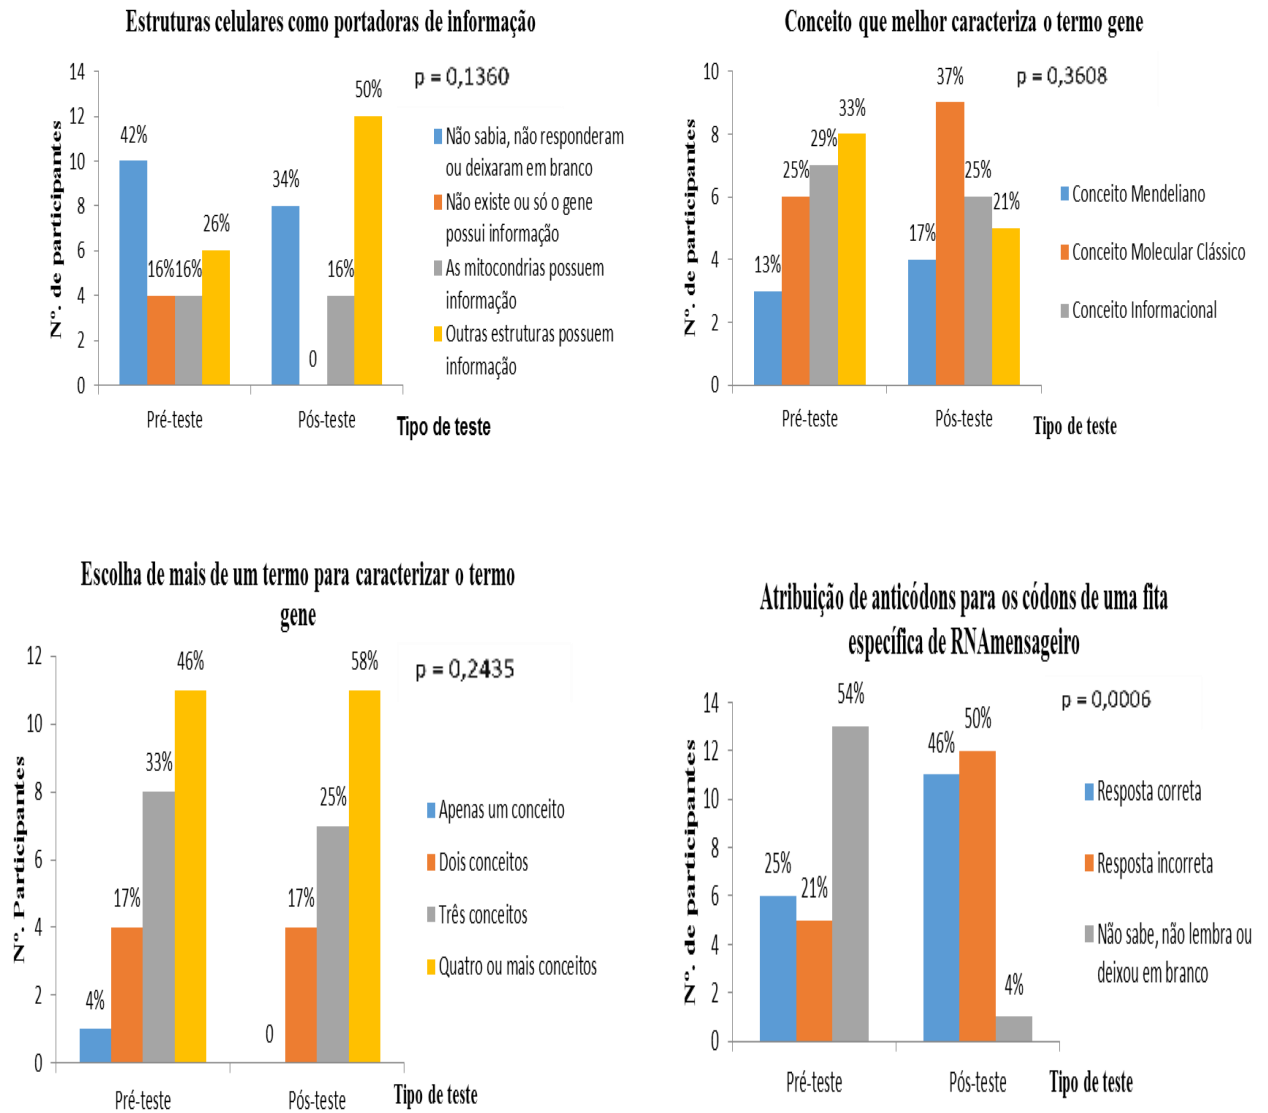 Estruturas celulares como portadoras de informação
p = 0,1360
Nº. de participantes
14
12
10
8
6
4
2
0
42%
16%
16%
26%
34%
0
16%
50%
Pré-teste
Pós-teste
Tipo de teste
Não sabia, não responderam
ou deixaram em branco
Não existe ou só o gene
possui informação
As mitocondrias possuem
informação
Outras estruturas possuem
informação
Conceito que melhor caracteriza o termo gene
p = 0,3608
Nº. de participantes
10
8
6
4
2
0
13%
25%
29%
33%
17%
37%
25%
21%
Pré-teste
Pós-teste
Tipo de teste
Conceito Mendeliano
Conceito Molecular Clássico
Conceito Informacional
Escolha de mais de um termo para caracterizar o termo
gene
p = 0,2435
Nº. Participantes
12
10
8
6
4
2
0
4%
17%
33%
46%
0
17%
25%
58%
Pré-teste
Pós-teste
Tipo de teste
Apenas um conceito
Dois conceitos
Três conceitos
Quatro ou mais conceitos
Atribuição de anticódons para os códons de uma fita
específica de RNAmensageiro
p = 0,0006
Nº. de participantes
14
12
10
8
6
4
2
0
25%
21%
54%
46%
50%
4%
Pré-teste
Pós-teste
Tipo de teste
Resposta correta
Resposta incorreta
Não sabe, não lembra ou
deixou em branco